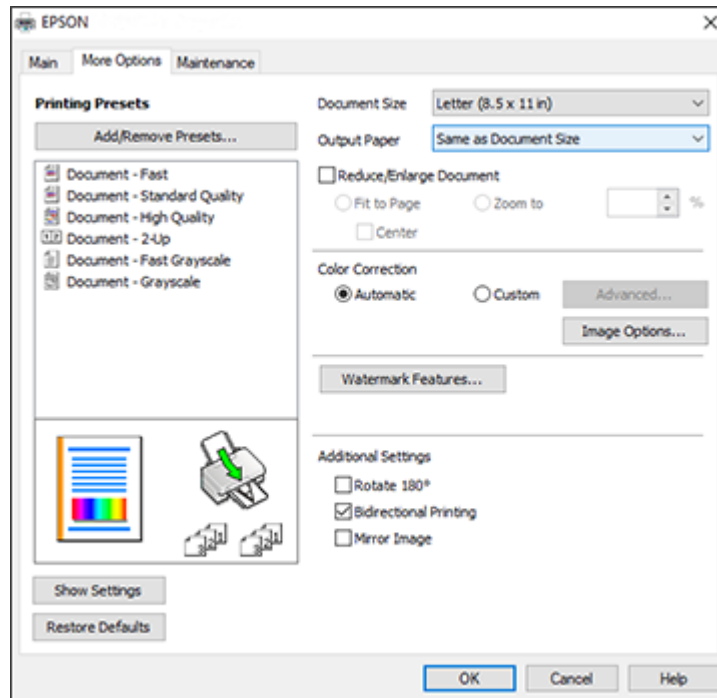 EPSON
Main
More Options
Maintenance
Printing Presets
Add/Remove Presets...
Document - Fast
Document - Standard Quality
Document - High Quality
Document - 2-Up
Document - Fast Grayscale
Document - Grayscale
Show Settings
Restore Defaults
Document Size
Letter (8.5 x 11 in)
Output Paper
Same as Document Size
Reduce/Enlarge Document
Fit to Page
Zoom to
%
Center
Color Correction
Automatic
Custom
Advanced...
Image Options...
Watermark Features...
Additional Settings
Rotate 180°
Bidirectional Printing
Mirror Image
OK
Cancel
Help